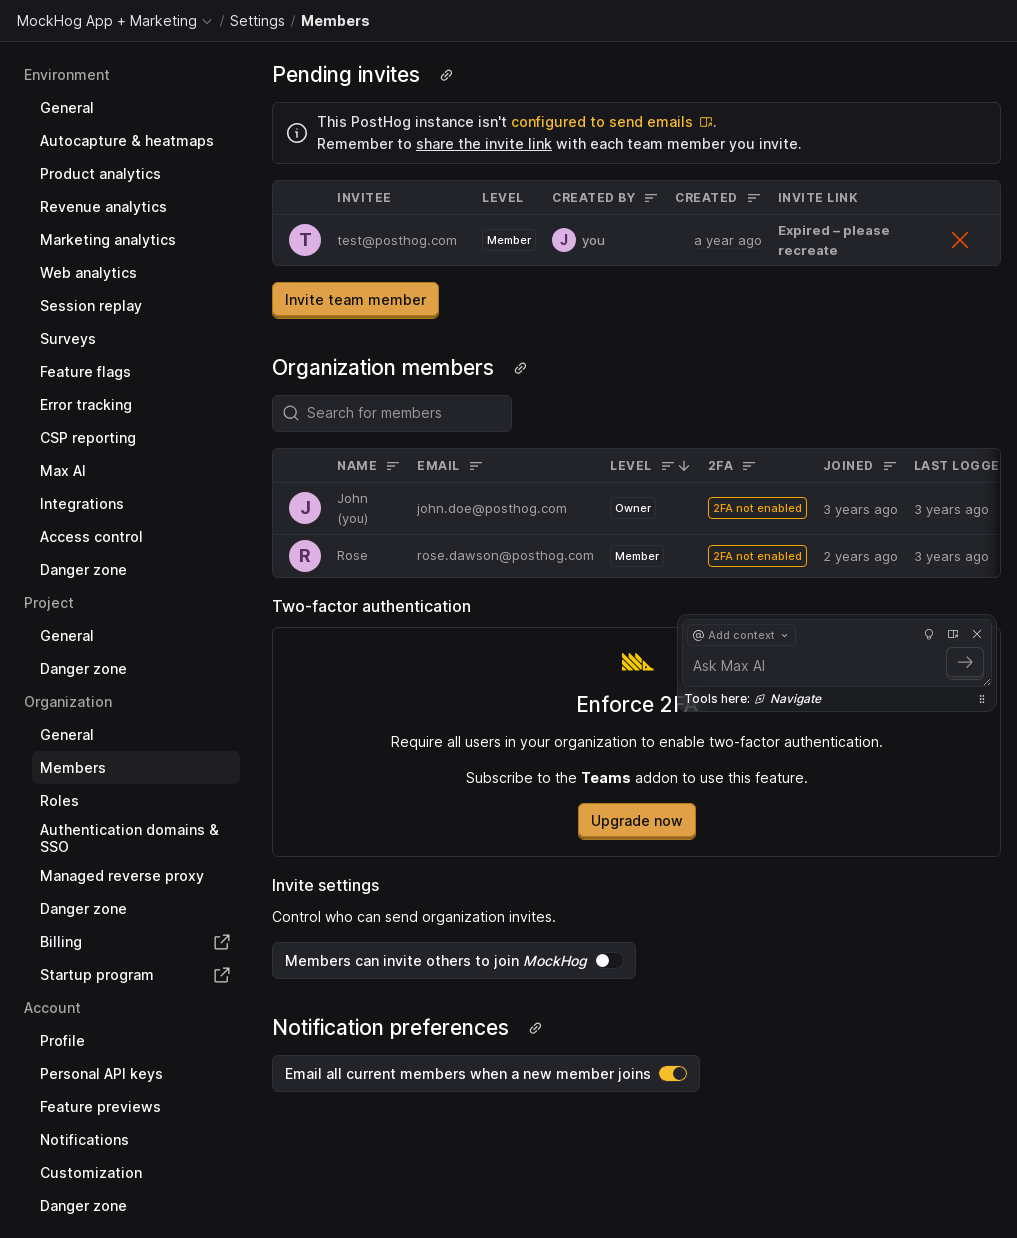 MockHog App + Marketing / Settings / Members
Environment
General
Autocapture & heatmaps
Product analytics
Revenue analytics
Marketing analytics
Web analytics
Session replay
Surveys
Feature flags
Error tracking
CSP reporting
Max AI
Integrations
Access control
Danger zone
Project
General
Danger zone
Organization
General
Members
Roles
Authentication domains &
SSO
Managed reverse proxy
Danger zone
Billing
Startup program
Account
Profile
Personal API keys
Feature previews
Notifications
Customization
Danger zone
Pending invites
This PostHog instance isn't configured to send emails.
Remember to share the invite link with each team member you invite.
INVITEE LEVEL CREATED BY CREATED INVITE LINK
T test@posthog.com Member J you a year ago Expired – please
recreate
Invite team member
Organization members
Search for members
NAME EMAIL LEVEL 2FA JOINED LAST LOGGE
J John
(you) john.doe@posthog.com Owner 2FA not enabled 3 years ago 3 years ago
R Rose rose.dawson@posthog.com Member 2FA not enabled 2 years ago 3 years ago
Two-factor authentication
@ Add context
Ask Max AI
Tools here: Navigate
Enforce 2FA
Require all users in your organization to enable two-factor authentication.
Subscribe to the Teams addon to use this feature.
Upgrade now
Invite settings
Control who can send organization invites.
Members can invite others to join MockHog
Notification preferences
Email all current members when a new member joins